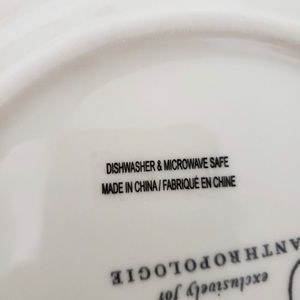 DISHWASHER & MICROWAVE SAFE
MADE IN CHINA / FABRIQUÉ EN CHINE
exclusively for
ANTHROPOLOGIE